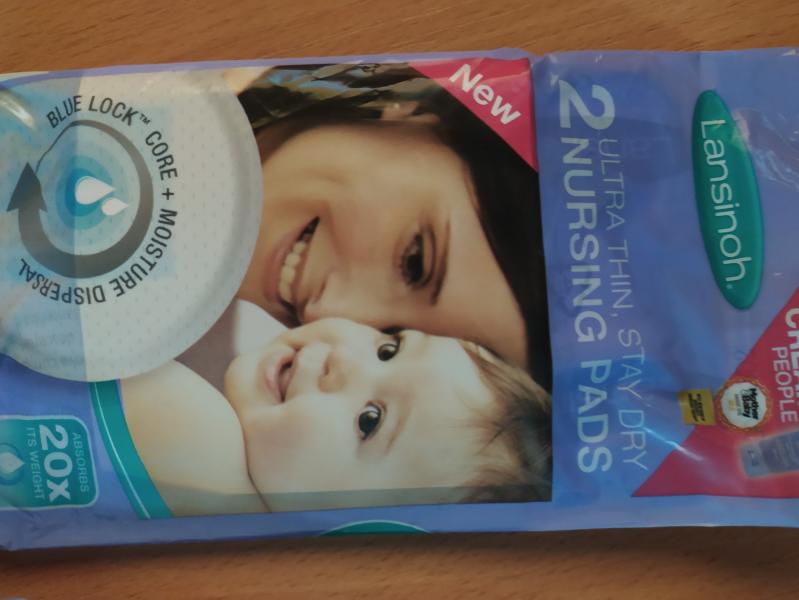 Lansinoh®
PEOPLE
2 ULTRA THIN, STAY DRY
NURSING PADS
New
BLUE LOCK™ CORE + MOISTURE DISPERSAL
ABSORBS
20X
ITS WEIGHT